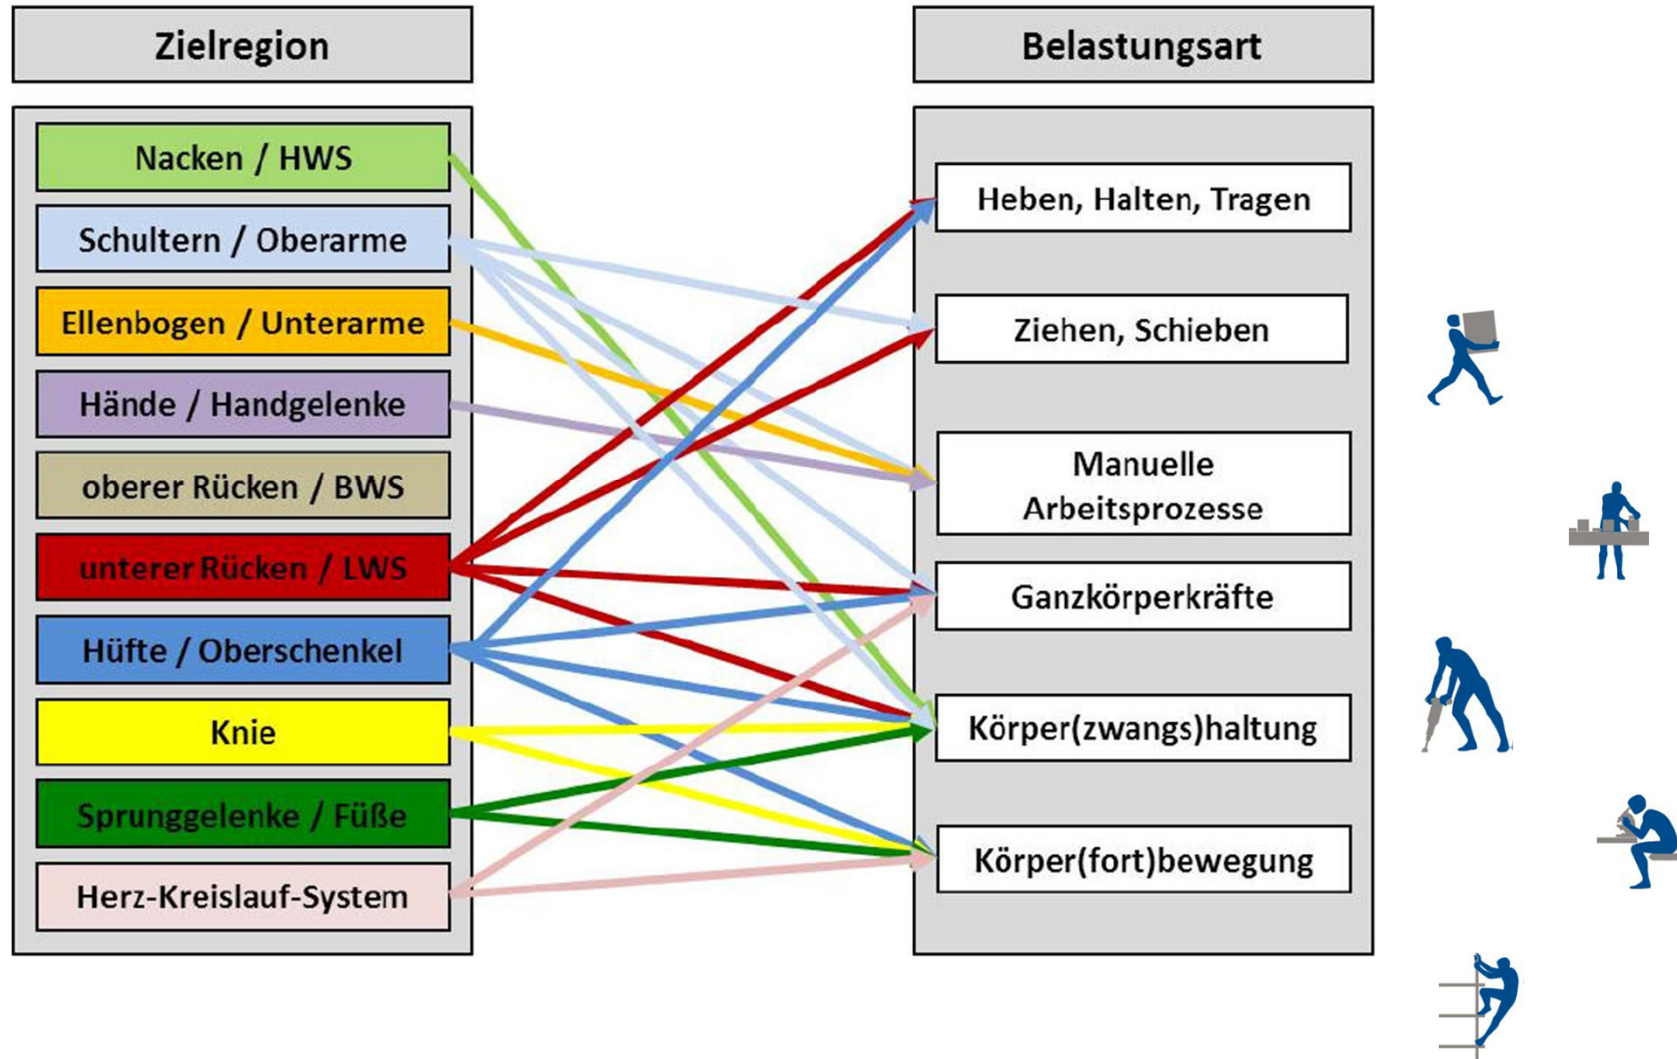 Zielregion
Nacken / HWS
Schultern / Oberarme
Ellenbogen / Unterarme
Hände / Handgelenke
oberer Rücken / BWS
unterer Rücken / LWS
Hüfte / Oberschenkel
Knie
Sprunggelenke / Füße
Herz-Kreislauf-System
Belastungsart
Heben, Halten, Tragen
Ziehen, Schieben
Manuelle
Arbeitsprozesse
Ganzkörperkräfte
Körper(zwangs)haltung
Körper(fort)bewegung